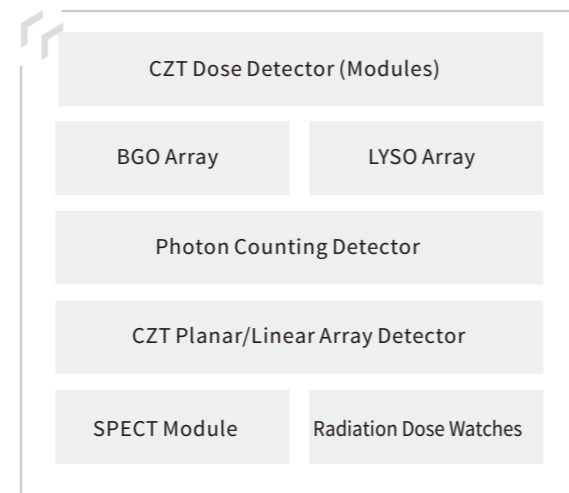 CZT Dose Detector (Modules)
BGO Array
LYSO Array
Photon Counting Detector
CZT Planar/Linear Array Detector
SPECT Module
Radiation Dose Watches